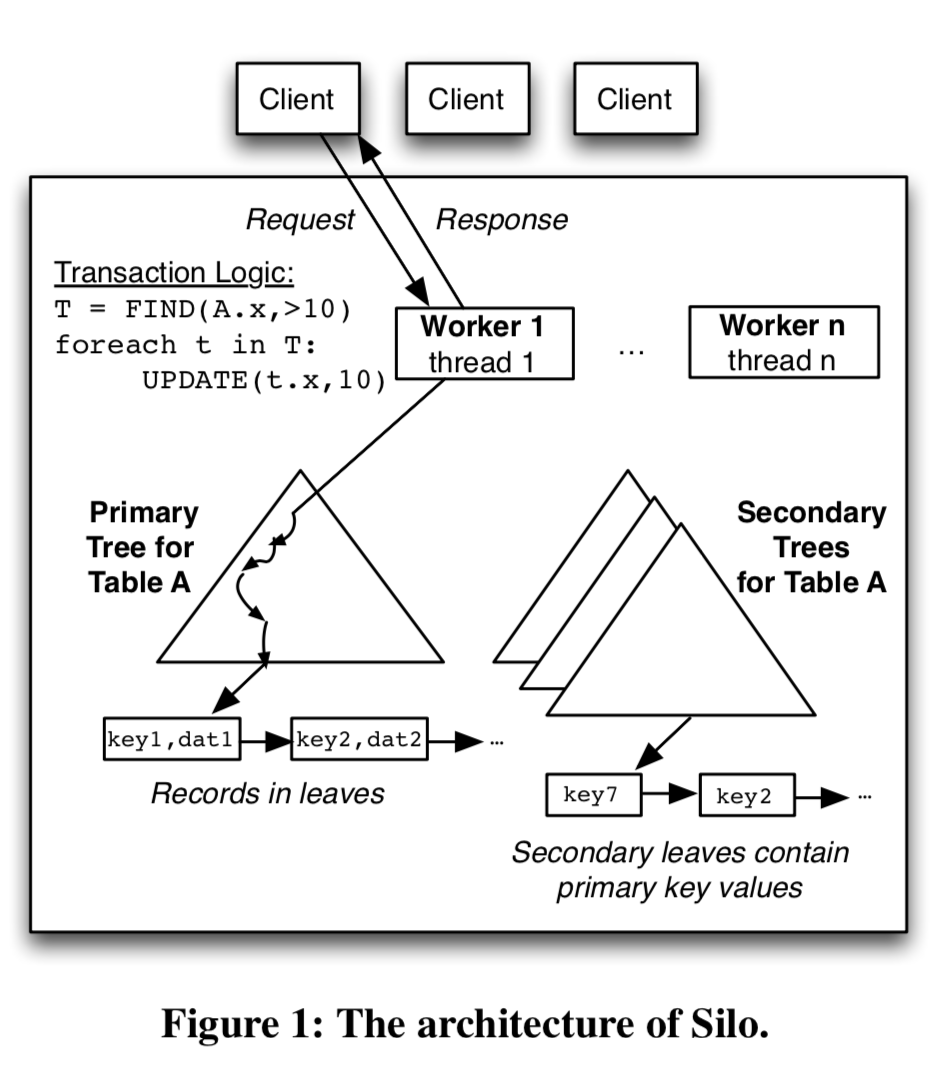 Client
Client
Client
Request
Response
Transaction Logic:
T = FIND(A.x,>10)
foreach t in T:
UPDATE(t.x,10)
Worker 1
thread 1
...
Worker n
thread n
Primary
Tree for
Table A
Secondary
Trees
for Table A
key1,dat1
key2,dat2
...
Records in leaves
key7
key2
...
Secondary leaves contain
primary key values
Figure 1: The architecture of Silo.